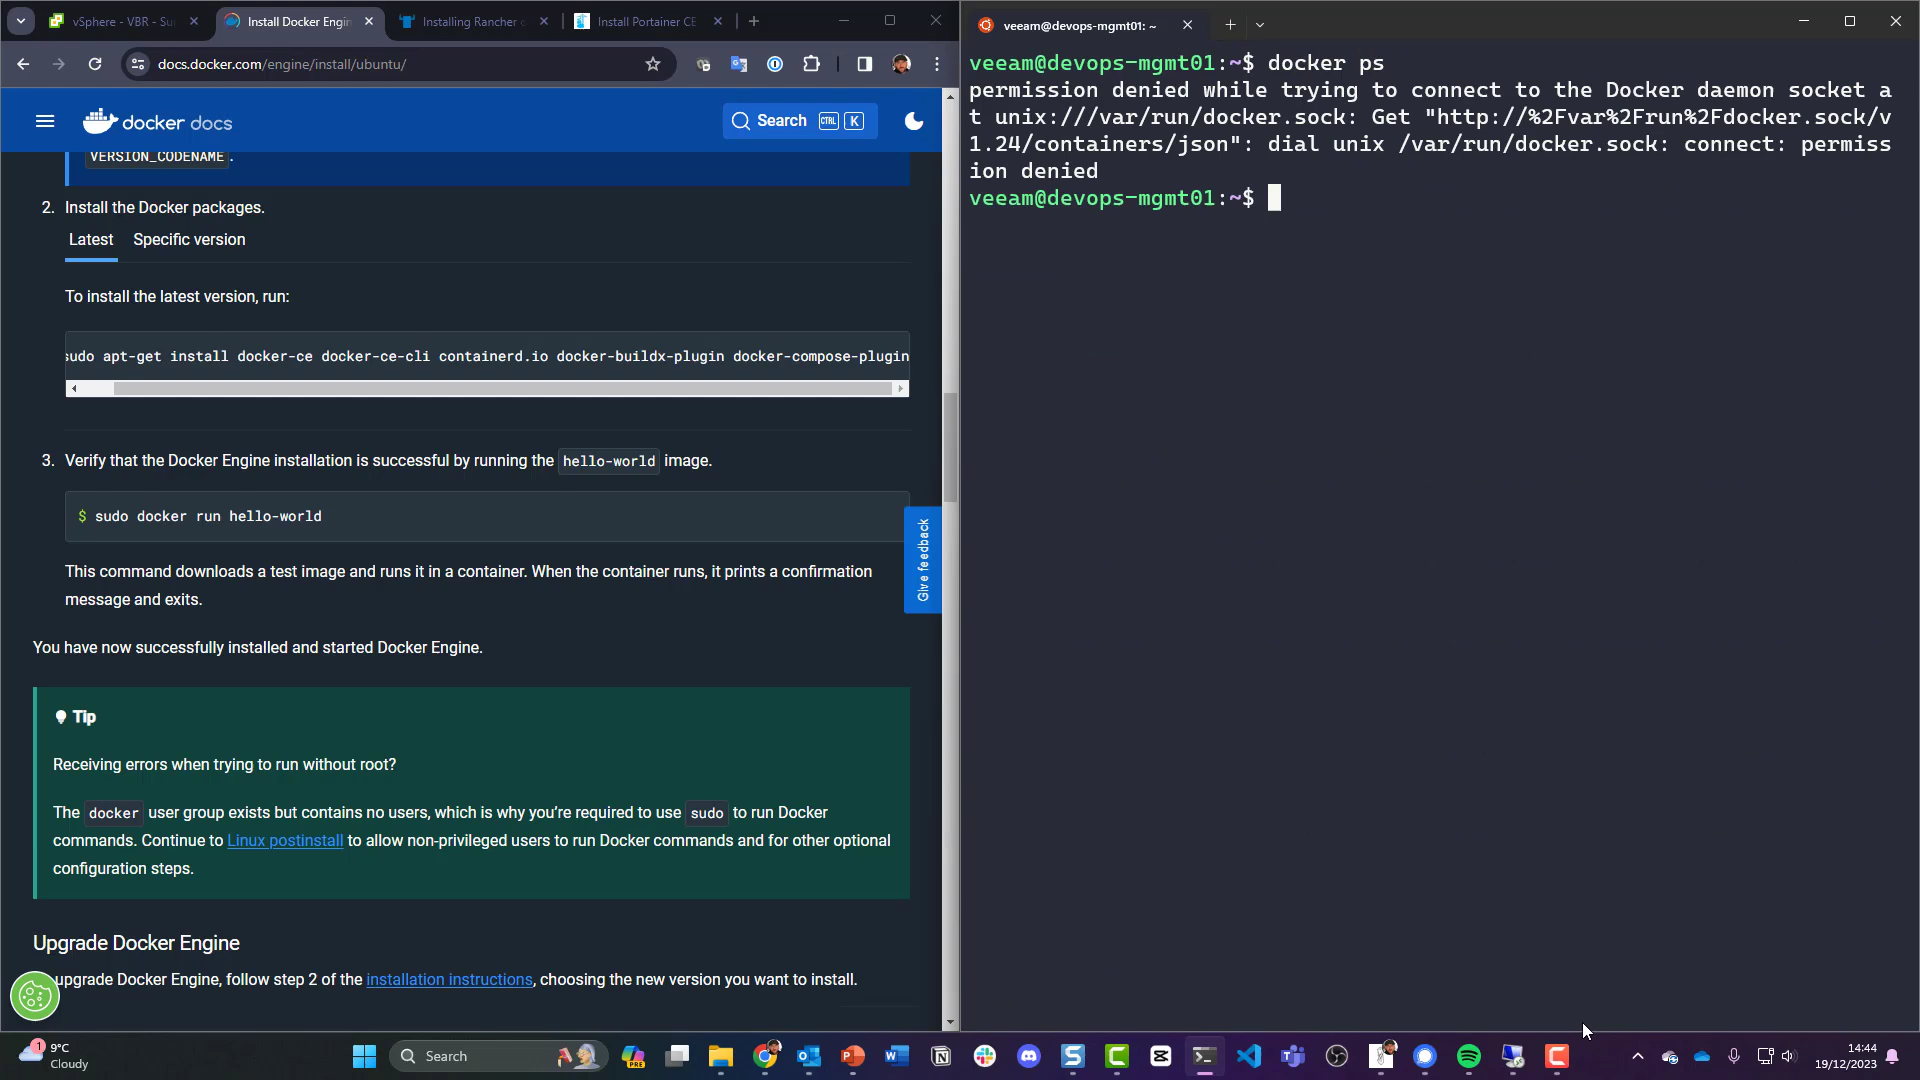 vSphere - VBR - Su
Install Docker Engin
Installing Rancher o
Install Portainer CE
docs.docker.com/engine/install/ubuntu/
docker docs
Search CTRL K
VERSION_CODENAME .
2. Install the Docker packages.
Latest Specific version
To install the latest version, run:
sudo apt-get install docker-ce docker-ce-cli containerd.io docker-buildx-plugin docker-compose-plugin
3. Verify that the Docker Engine installation is successful by running the hello-world image.
$ sudo docker run hello-world
This command downloads a test image and runs it in a container. When the container runs, it prints a confirmation
message and exits.
Give feedback
You have now successfully installed and started Docker Engine.
Tip
Receiving errors when trying to run without root?
The docker user group exists but contains no users, which is why you're required to use sudo to run Docker
commands. Continue to Linux postinstall to allow non-privileged users to run Docker commands and for other optional
configuration steps.
Upgrade Docker Engine
upgrade Docker Engine, follow step 2 of the installation instructions, choosing the new version you want to install.
veeam@devops-mgmt01: ~
veeam@devops-mgmt01:~$ docker ps
permission denied while trying to connect to the Docker daemon socket a
t unix:///var/run/docker.sock: Get "http://%2Fvar%2Frun%2Fdocker.sock/v
1.24/containers/json": dial unix /var/run/docker.sock: connect: permiss
ion denied
veeam@devops-mgmt01:~$
1
9°C
Cloudy
Search
PRE
14:44
19/12/2023